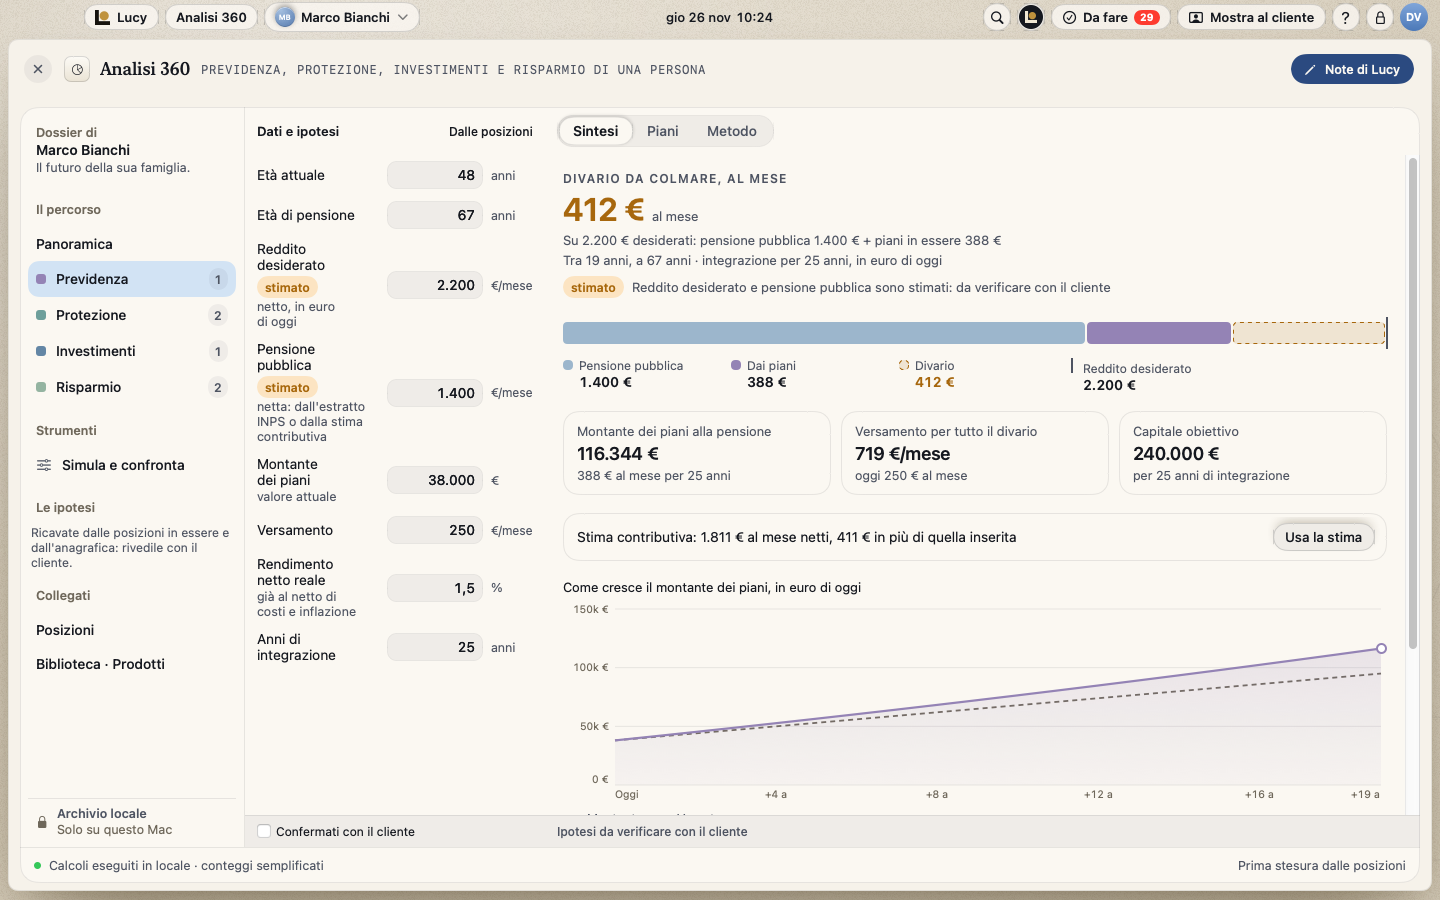 Lucy
Analisi 360
MB Marco Bianchi
gio 26 nov 10:24
Da fare 29
Mostra al cliente
?
DV
Analisi 360
PREVIDENZA, PROTEZIONE, INVESTIMENTI E RISPARMIO DI UNA PERSONA
Note di Lucy
Dossier di
Marco Bianchi
Il futuro della sua famiglia.
Il percorso
Panoramica
Previdenza 1
Protezione 2
Investimenti 1
Risparmio 2
Strumenti
Simula e confronta
Le ipotesi
Ricavate dalle posizioni in essere e
dall'anagrafica: rivedile con il
cliente.
Collegati
Posizioni
Biblioteca · Prodotti
Archivio locale
Solo su questo Mac
Dati e ipotesi
Dalle posizioni
Età attuale 48 anni
Età di pensione 67 anni
Reddito
desiderato
stimato
netto, in euro
di oggi
2.200 €/mese
Pensione
pubblica
stimato
netta: dall'estratto
INPS o dalla stima
contributiva
1.400 €/mese
Montante
dei piani
valore attuale
38.000 €
Versamento 250 €/mese
Rendimento
netto reale
già al netto di
costi e inflazione
1,5 %
Anni di
integrazione
25 anni
Confermati con il cliente
Sintesi
Piani
Metodo
DIVARIO DA COLMARE, AL MESE
412 € al mese
Su 2.200 € desiderati: pensione pubblica 1.400 € + piani in essere 388 €
Tra 19 anni, a 67 anni · integrazione per 25 anni, in euro di oggi
stimato Reddito desiderato e pensione pubblica sono stimati: da verificare con il cliente
Pensione pubblica
1.400 €
Dai piani
388 €
Divario
412 €
Reddito desiderato
2.200 €
Montante dei piani alla pensione
116.344 €
388 € al mese per 25 anni
Versamento per tutto il divario
719 €/mese
oggi 250 € al mese
Capitale obiettivo
240.000 €
per 25 anni di integrazione
Stima contributiva: 1.811 € al mese netti, 411 € in più di quella inserita
Usa la stima
Come cresce il montante dei piani, in euro di oggi
150k €
100k €
50k €
0 €
Oggi +4 a +8 a +12 a +16 a +19 a
Ipotesi da verificare con il cliente
Calcoli eseguiti in locale · conteggi semplificati
Prima stesura dalle posizioni